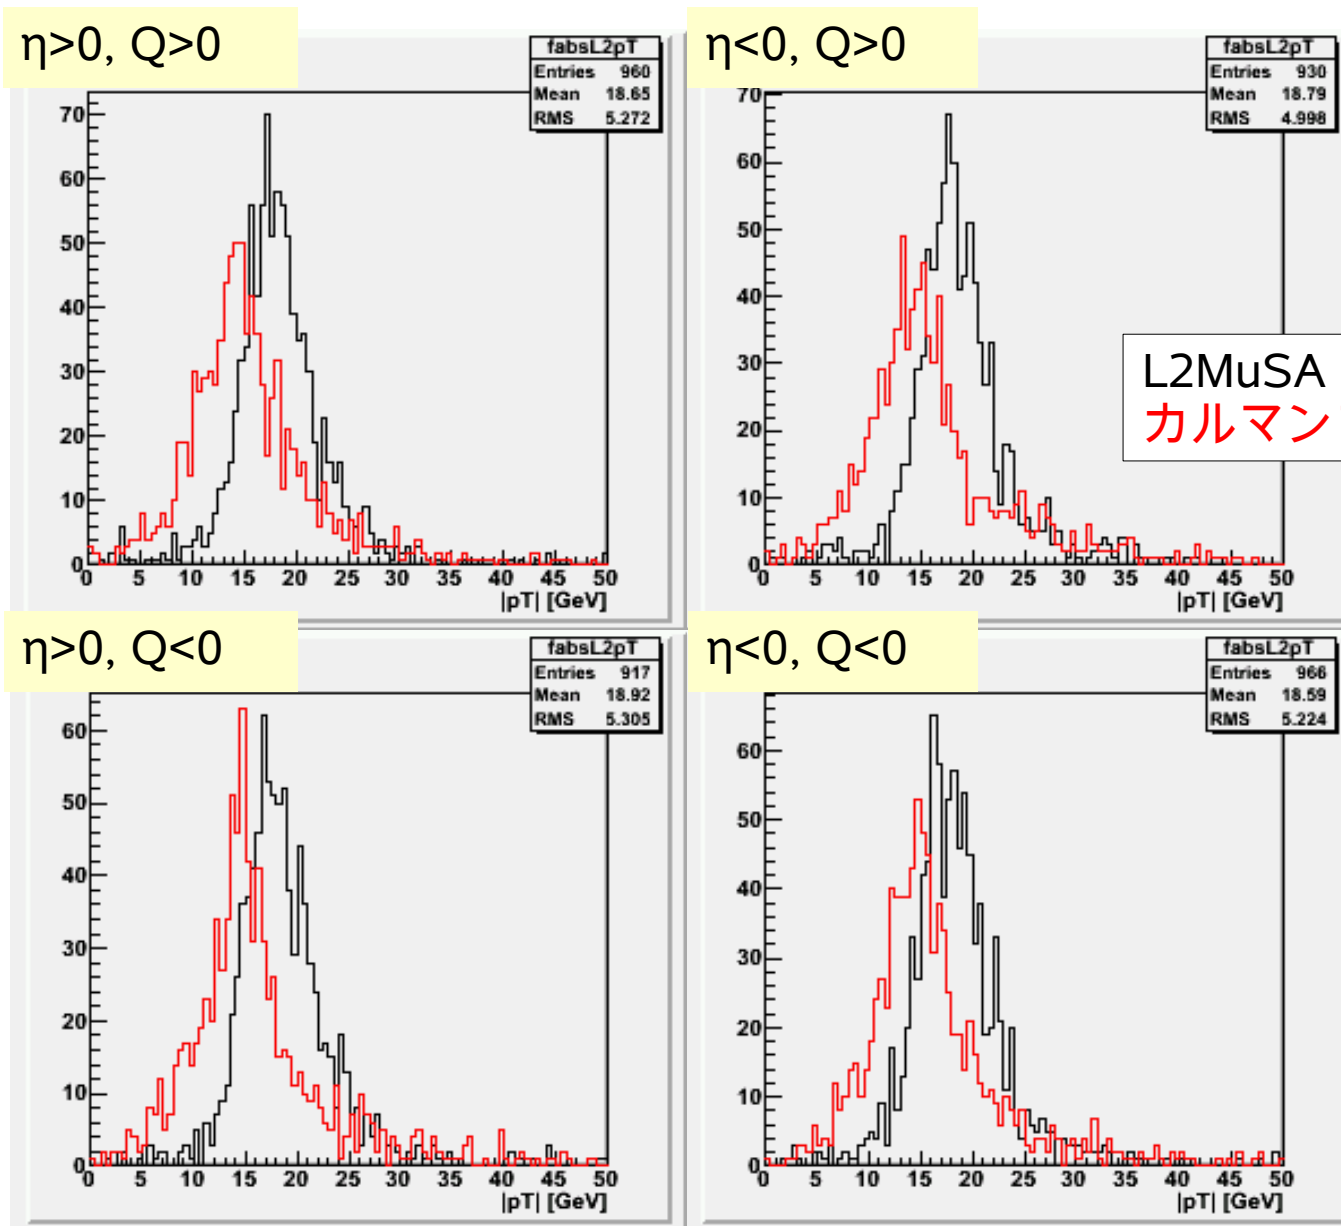 η>0, Q>0
fabsL2pT
Entries 960
Mean 18.65
RMS 5.272
70
60
50
40
30
20
10
0
0 5 10 15 20 25 30 35 40 45 50
|pT| [GeV]
η<0, Q>0
fabsL2pT
Entries 930
Mean 18.79
RMS 4.998
70
60
50
40
30
20
10
0
0 5 10 15 20 25 30 35 40 45 50
|pT| [GeV]
L2MuSA
カルマン
η>0, Q<0
fabsL2pT
Entries 917
Mean 18.92
RMS 5.305
60
50
40
30
20
10
0
0 5 10 15 20 25 30 35 40 45 50
|pT| [GeV]
η<0, Q<0
fabsL2pT
Entries 966
Mean 18.59
RMS 5.224
60
50
40
30
20
10
0
0 5 10 15 20 25 30 35 40 45 50
|pT| [GeV]